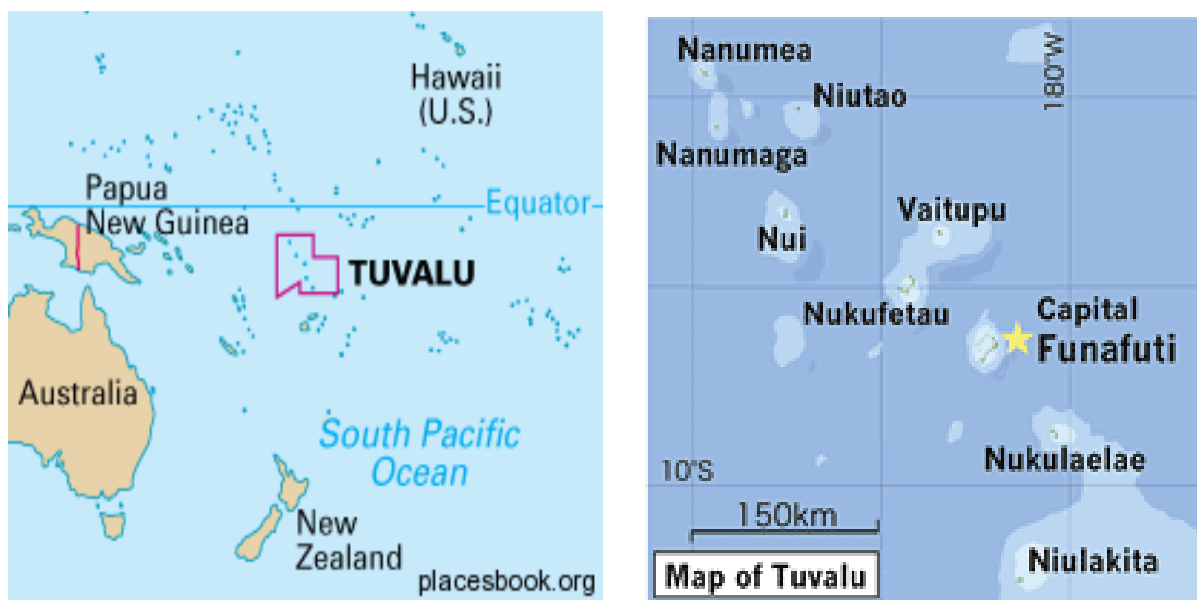 Hawaii
(U.S.)
Papua
New Guinea
Equator
TUVALU
Australia
South Pacific
Ocean
New
Zealand
placesbook.org
Nanumea
180°W
Niutao
Nanumaga
Vaitupu
Nui
Nukufetau
Capital
Funafuti
Nukulaelae
10°S
150km
Niulakita
Map of Tuvalu